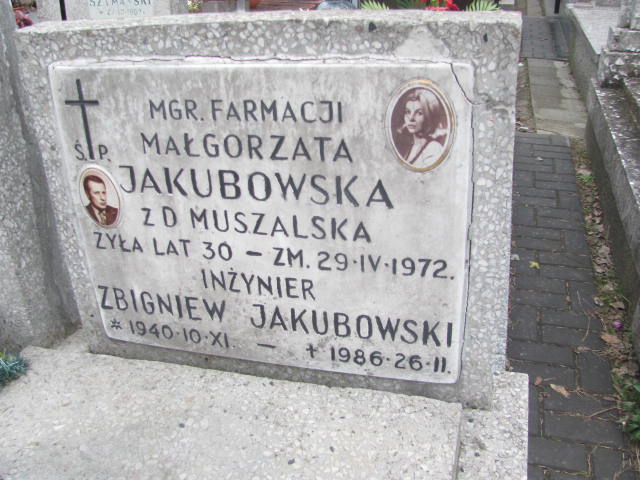 SZYMAŃSKI
MGR. FARMACJI
Ś.P. MAŁGORZATA
JAKUBOWSKA
Z D MUSZALSKA
ŻYŁA LAT 30 – ZM. 29·IV·1972.
INŻYNIER
ZBIGNIEW JAKUBOWSKI
* 1940·10·XI. – + 1986·26·II.